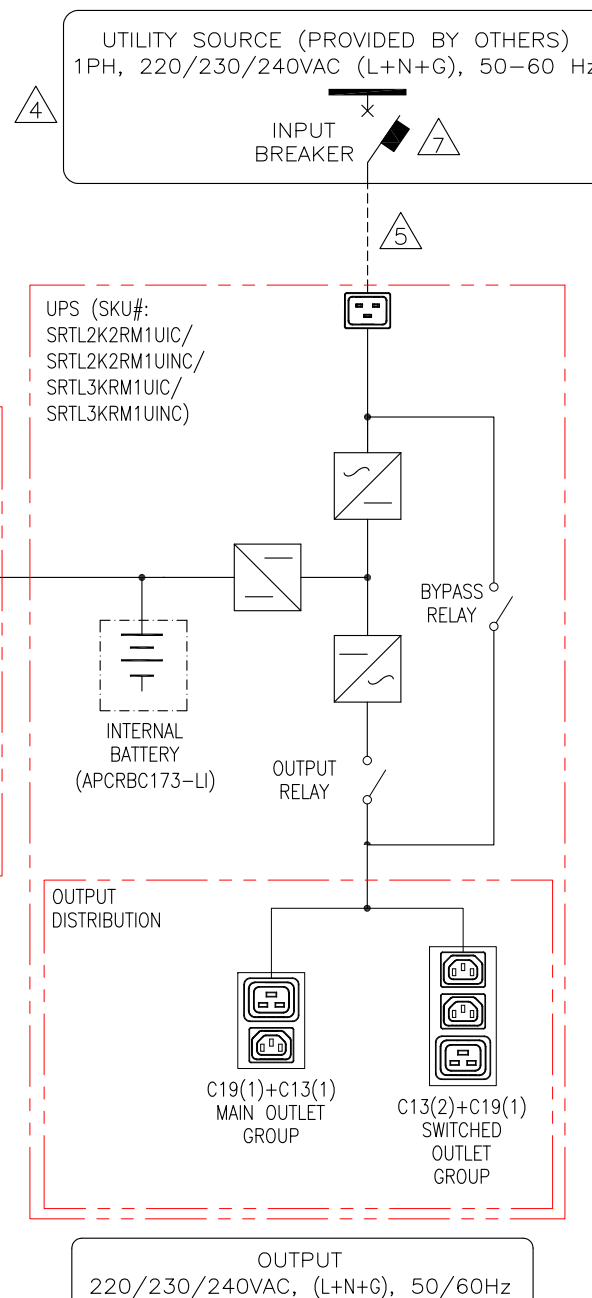 UTILITY SOURCE (PROVIDED BY OTHERS)
1PH, 220/230/240VAC (L+N+G), 50-60 Hz
4
INPUT
BREAKER
7
5
UPS (SKU#:
SRTL2K2RM1UIC/
SRTL2K2RM1UINC/
SRTL3KRM1UIC/
SRTL3KRM1UINC)
BYPASS
RELAY
INTERNAL
BATTERY
(APCRBC173-LI)
OUTPUT
RELAY
OUTPUT
DISTRIBUTION
C19(1)+C13(1)
MAIN OUTLET
GROUP
C13(2)+C19(1)
SWITCHED
OUTLET
GROUP
OUTPUT
220/230/240VAC, (L+N+G), 50/60Hz